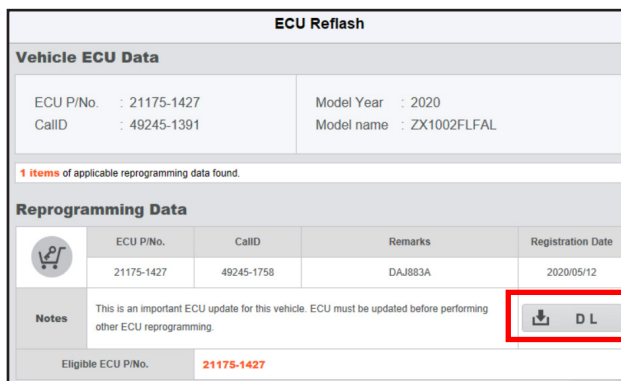 ECU Reflash
Vehicle ECU Data
ECU P/No. : 21175-1427 Model Year : 2020
CallD : 49245-1391 Model name : ZX1002FLFAL
1 items of applicable reprogramming data found.
Reprogramming Data
ECU P/No. CallD Remarks Registration Date
21175-1427 49245-1758 DAJ883A 2020/05/12
Notes This is an important ECU update for this vehicle. ECU must be updated before performing
other ECU reprogramming.
D L
Eligible ECU P/No. 21175-1427